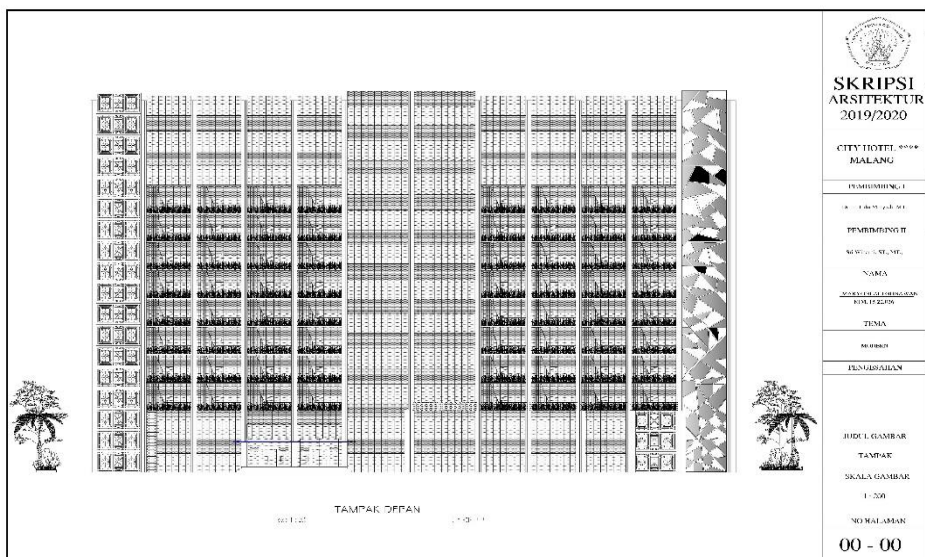 TAMPAK DEPAN
SKRIPSI
ARSITEKTUR
2019/2020
CITY HOTEL ****
MALANG
PEMBIMBING I
PEMBIMBING II
NAMA
TEMA
MODERN
PENGESAHAN
JUDUL GAMBAR
TAMPAK
SKALA GAMBAR
1 : 200
NO HALAMAN
00 - 00